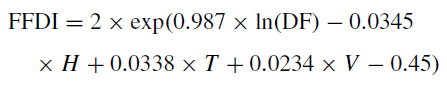 FFDI = 2 × exp(0.987 × ln(DF) – 0.0345
× H + 0.0338 × T + 0.0234 × V – 0.45)